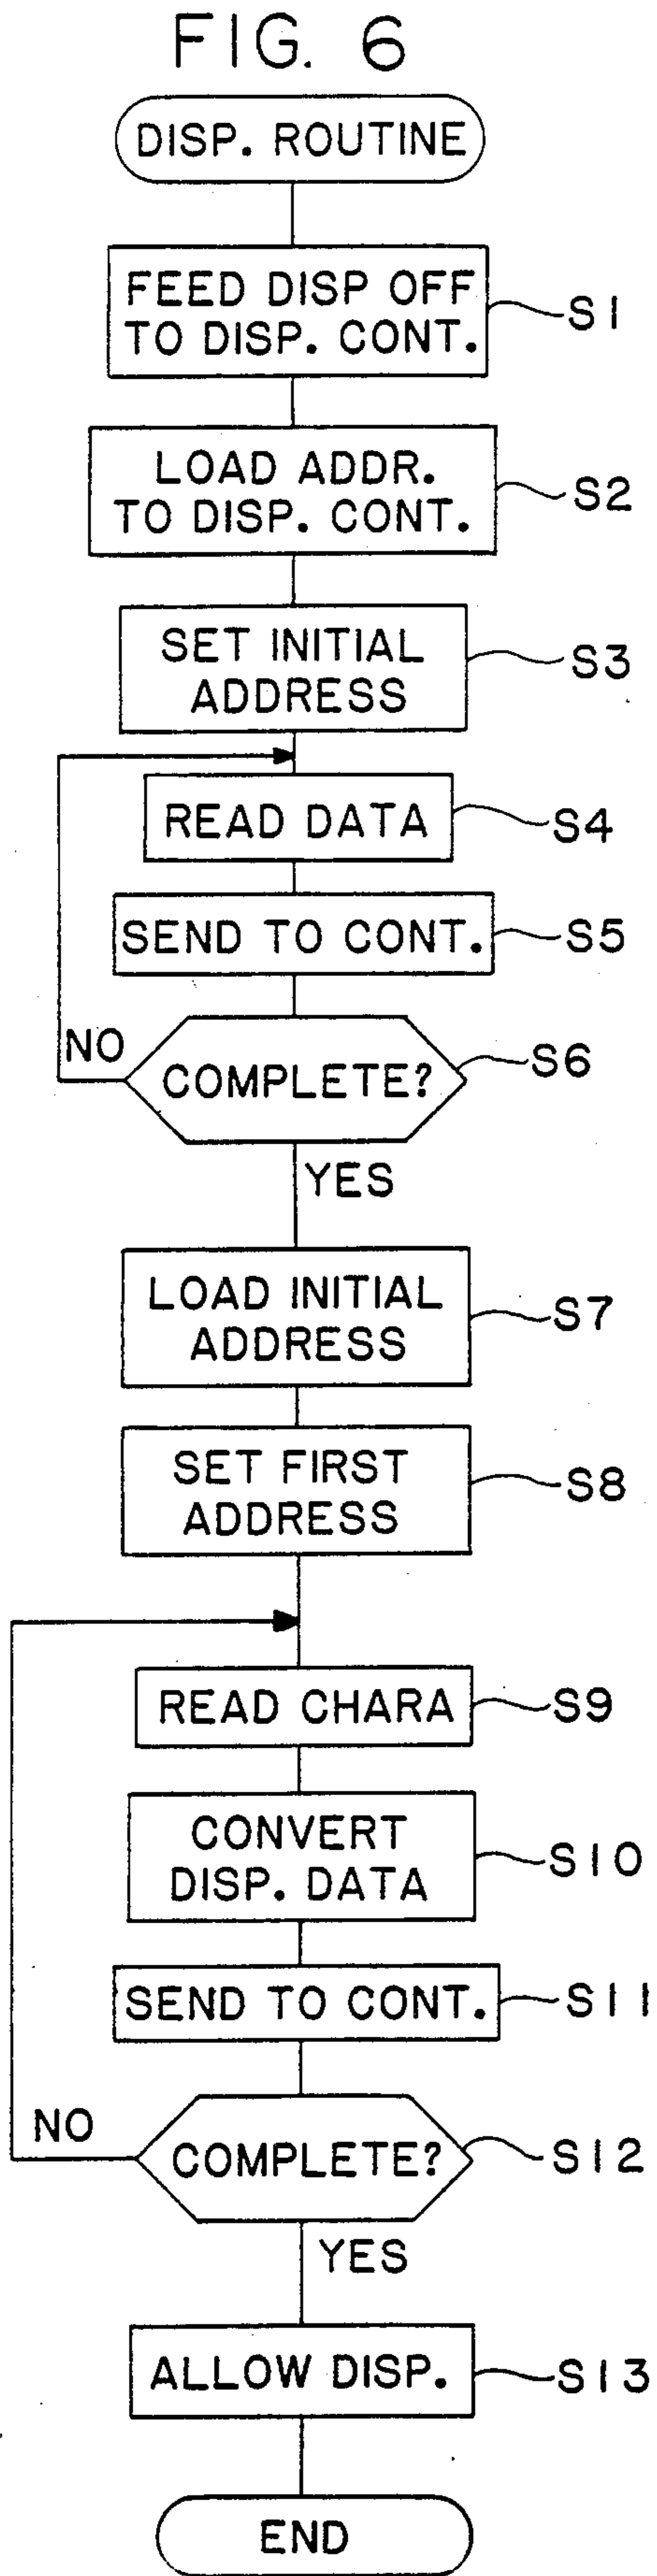 FIG. 6
DISP. ROUTINE
FEED DISP OFF
TO DISP. CONT.
S1
LOAD ADDR.
TO DISP. CONT.
S2
SET INITIAL
ADDRESS
S3
READ DATA
S4
SEND TO CONT.
S5
NO
COMPLETE?
S6
YES
LOAD INITIAL
ADDRESS
S7
SET FIRST
ADDRESS
S8
READ CHARA
S9
CONVERT
DISP. DATA
S10
SEND TO CONT.
S11
NO
COMPLETE?
S12
YES
ALLOW DISP.
S13
END